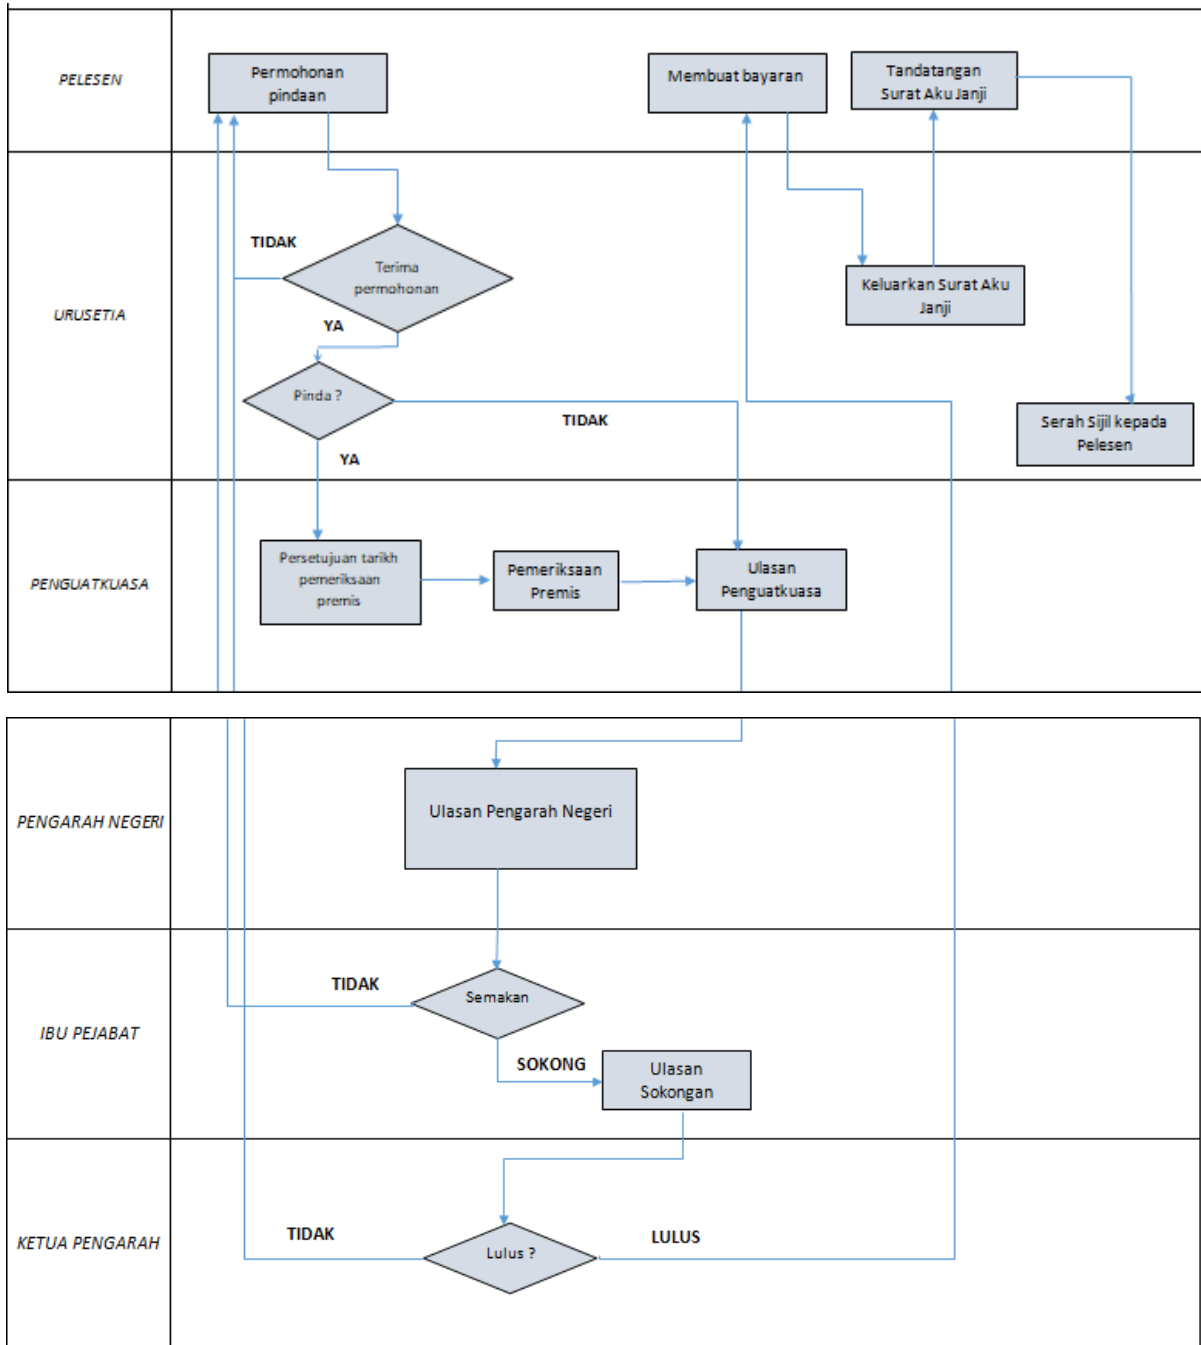 PELESEN
Permohonan
pindaan
Membuat bayaran
Tandatangan
Surat Aku Janji
URUSETIA
TIDAK
Terima
permohonan
Keluarkan Surat Aku
Janji
YA
Pinda ?
TIDAK
Serah Sijil kepada
Pelesen
YA
PENGUATKUASA
Persetujuan tarikh
pemeriksaan
premis
Pemeriksaan
Premis
Ulasan
Penguatkuasa
PENGARAH NEGERI
Ulasan Pengarah Negeri
IBU PEJABAT
TIDAK
Semakan
SOKONG
Ulasan
Sokongan
KETUA PENGARAH
TIDAK
Lulus ?
LULUS